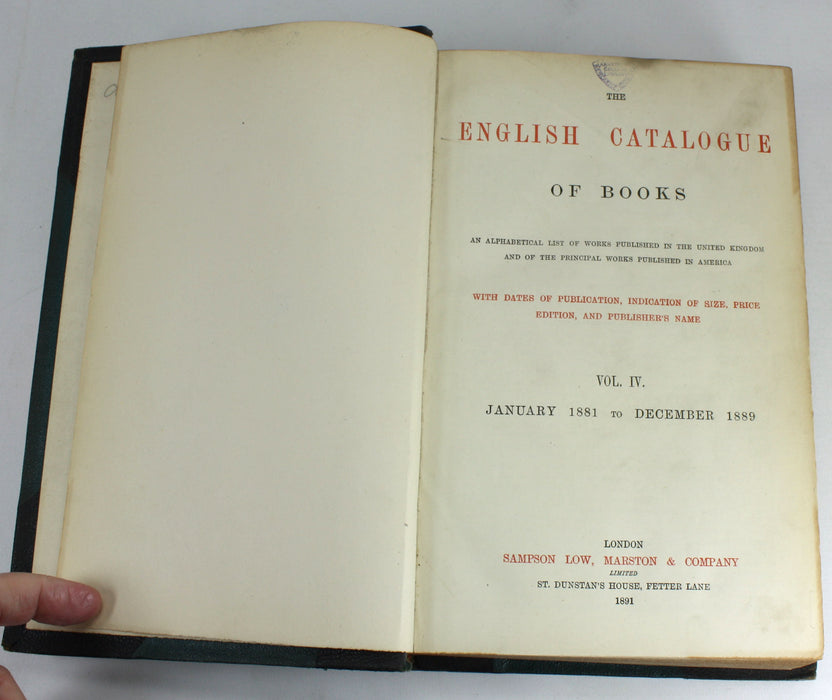 THE
ENGLISH CATALOGUE
OF BOOKS
AN ALPHABETICAL LIST OF WORKS PUBLISHED IN THE UNITED KINGDOM
AND OF THE PRINCIPAL WORKS PUBLISHED IN AMERICA
WITH DATES OF PUBLICATION, INDICATION OF SIZE, PRICE
EDITION, AND PUBLISHER'S NAME
VOL. IV.
JANUARY 1881 TO DECEMBER 1889
LONDON
SAMPSON LOW, MARSTON & COMPANY
LIMITED
ST. DUNSTAN'S HOUSE, FETTER LANE
1891